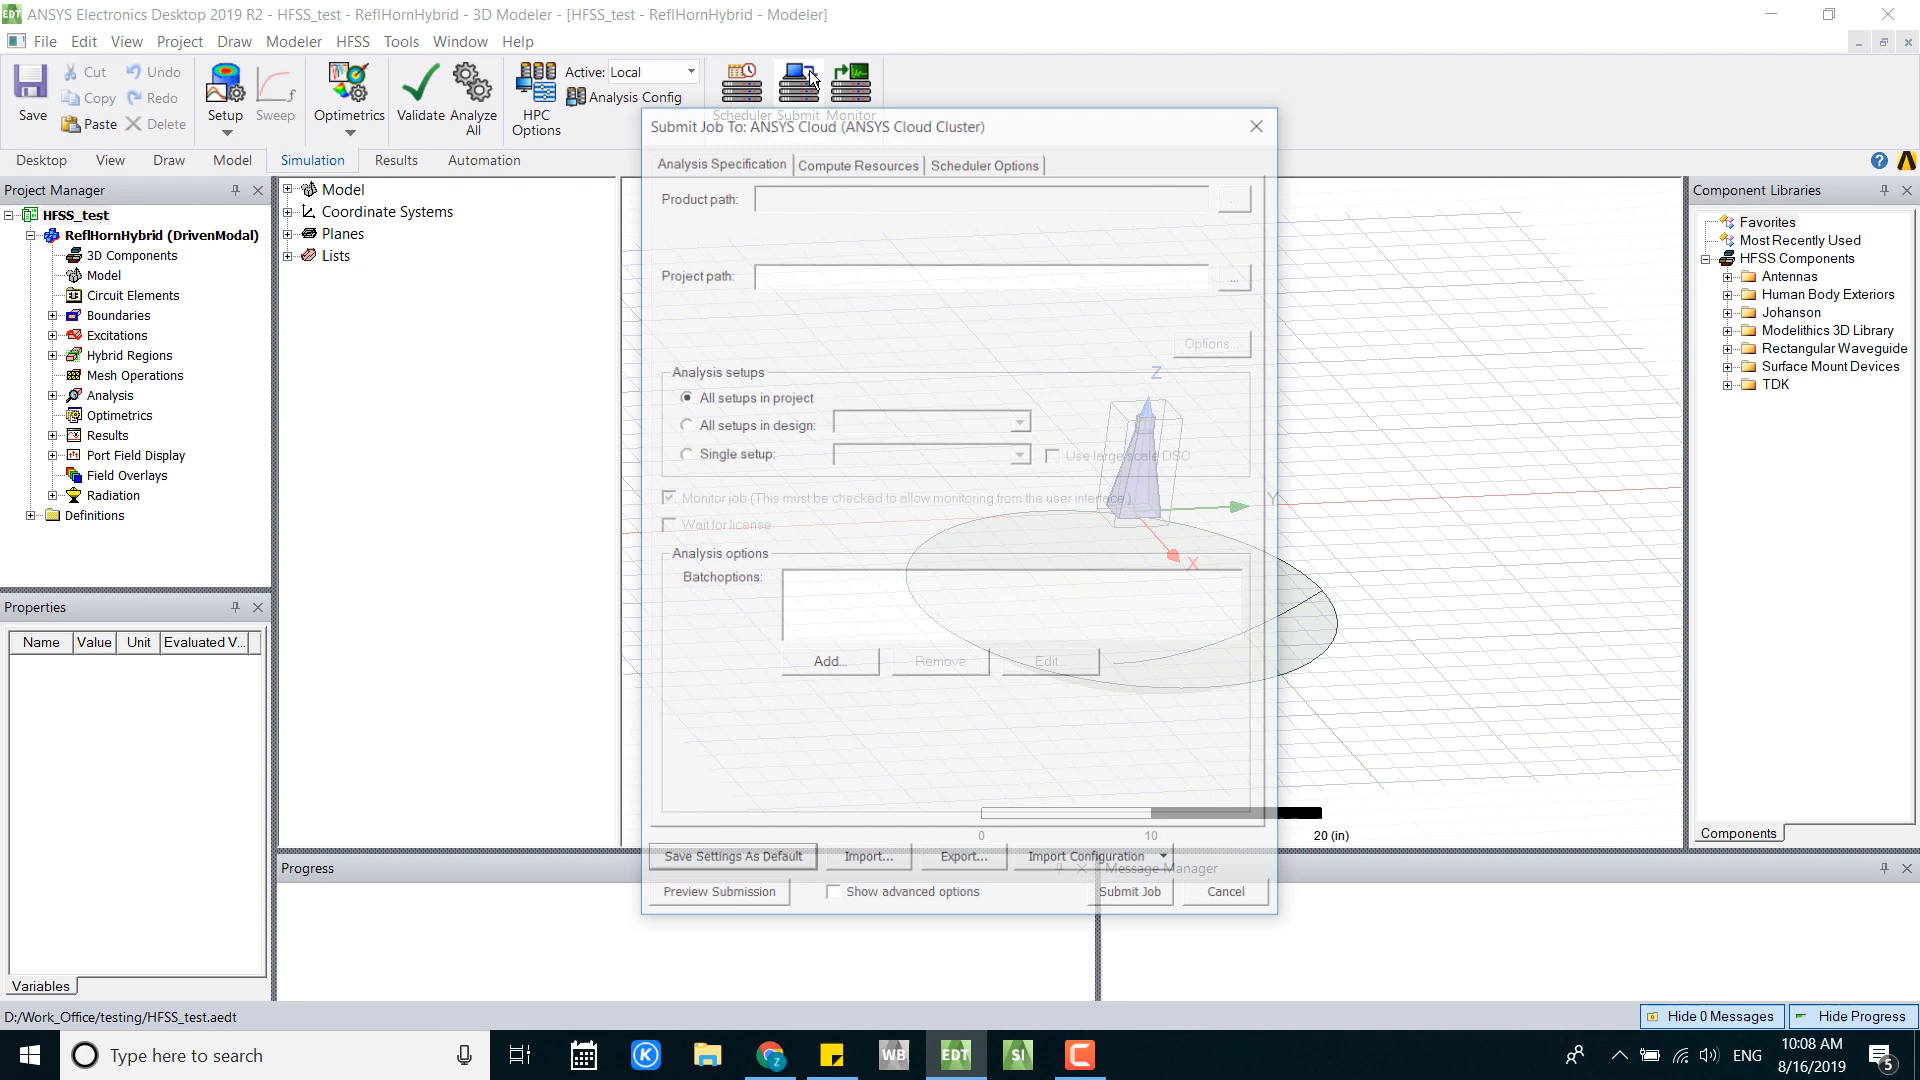 ANSYS Electronics Desktop 2019 R2 - HFSS_test - ReflHornHybrid - 3D Modeler - [HFSS_test - ReflHornHybrid - Modeler]
File Edit View Project Draw Modeler HFSS Tools Window Help
Save
Cut Undo
Copy Redo
Paste Delete
Setup Sweep
Optimetrics
Validate Analyze All
HPC Options
Active: Local
Analysis Config
Scheduler Submit Monitor
Desktop View Draw Model Simulation Results Automation
Project Manager
HFSS_test
ReflHornHybrid (DrivenModal)
3D Components
Model
Circuit Elements
Boundaries
Excitations
Hybrid Regions
Mesh Operations
Analysis
Optimetrics
Results
Port Field Display
Field Overlays
Radiation
Definitions
Properties
Name Value Unit Evaluated V...
Variables
Model
Coordinate Systems
Planes
Lists
Submit Job To: ANSYS Cloud (ANSYS Cloud Cluster)
Analysis Specification Compute Resources Scheduler Options
Product path: ...
Project path: ...
Options...
Analysis setups
All setups in project
All setups in design:
Single setup: Use large scale DSO
Monitor job (This must be checked to allow monitoring from the user interface.)
Wait for license
Analysis options
Batchoptions:
Add... Remove Edit...
Save Settings As Default Import... Export... Import Configuration
Preview Submission Show advanced options Submit Job Cancel
Z
Y
X
0 10 20 (in)
Component Libraries
Favorites
Most Recently Used
HFSS Components
Antennas
Human Body Exteriors
Johanson
Modelithics 3D Library
Rectangular Waveguide
Surface Mount Devices
TDK
Components
Progress
Message Manager
D:/Work_Office/testing/HFSS_test.aedt
Hide 0 Messages Hide Progress
Type here to search
WB EDT SI
ENG
10:08 AM
8/16/2019
5